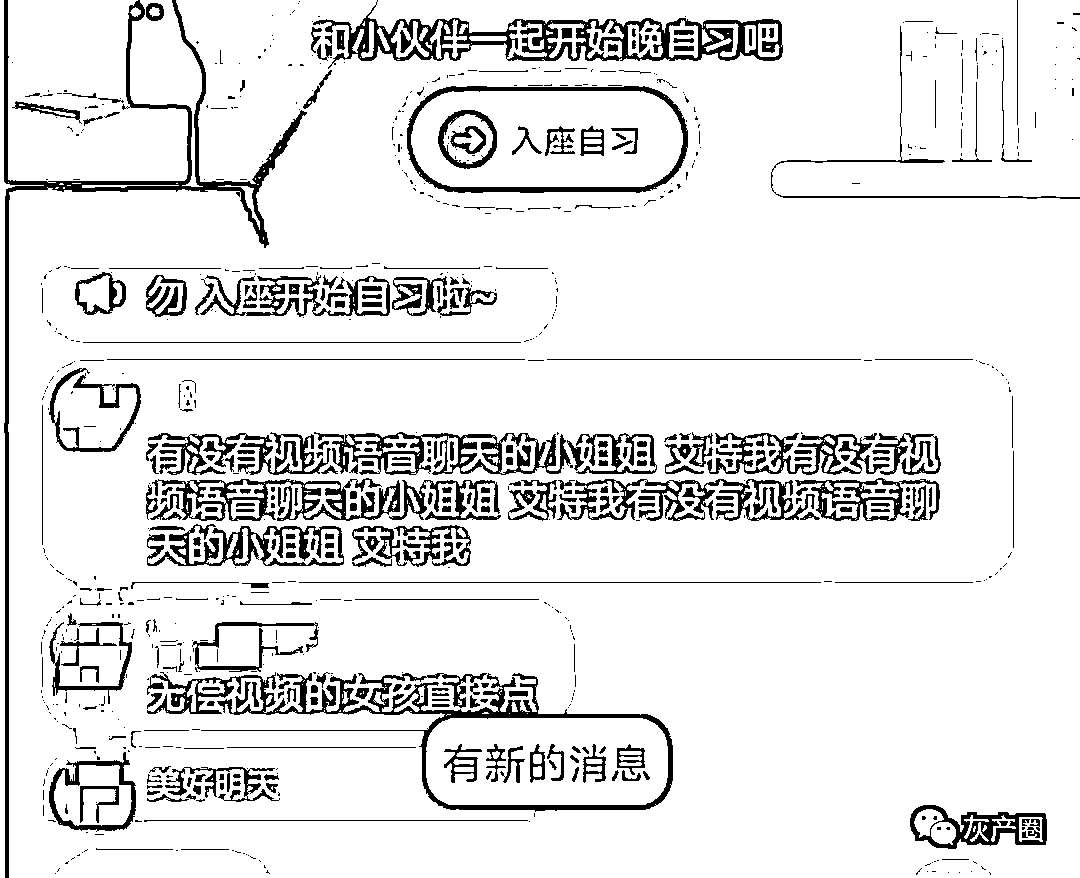 和小伙伴一起开始晚自习吧
入座自习
勿 入座开始自习啦~
有没有视频语音聊天的小姐姐 艾特我有没有视
频语音聊天的小姐姐 艾特我有没有视频语音聊
天的小姐姐 艾特我
无偿视频的女孩直接点
有新的消息
美好明天
灰产圈